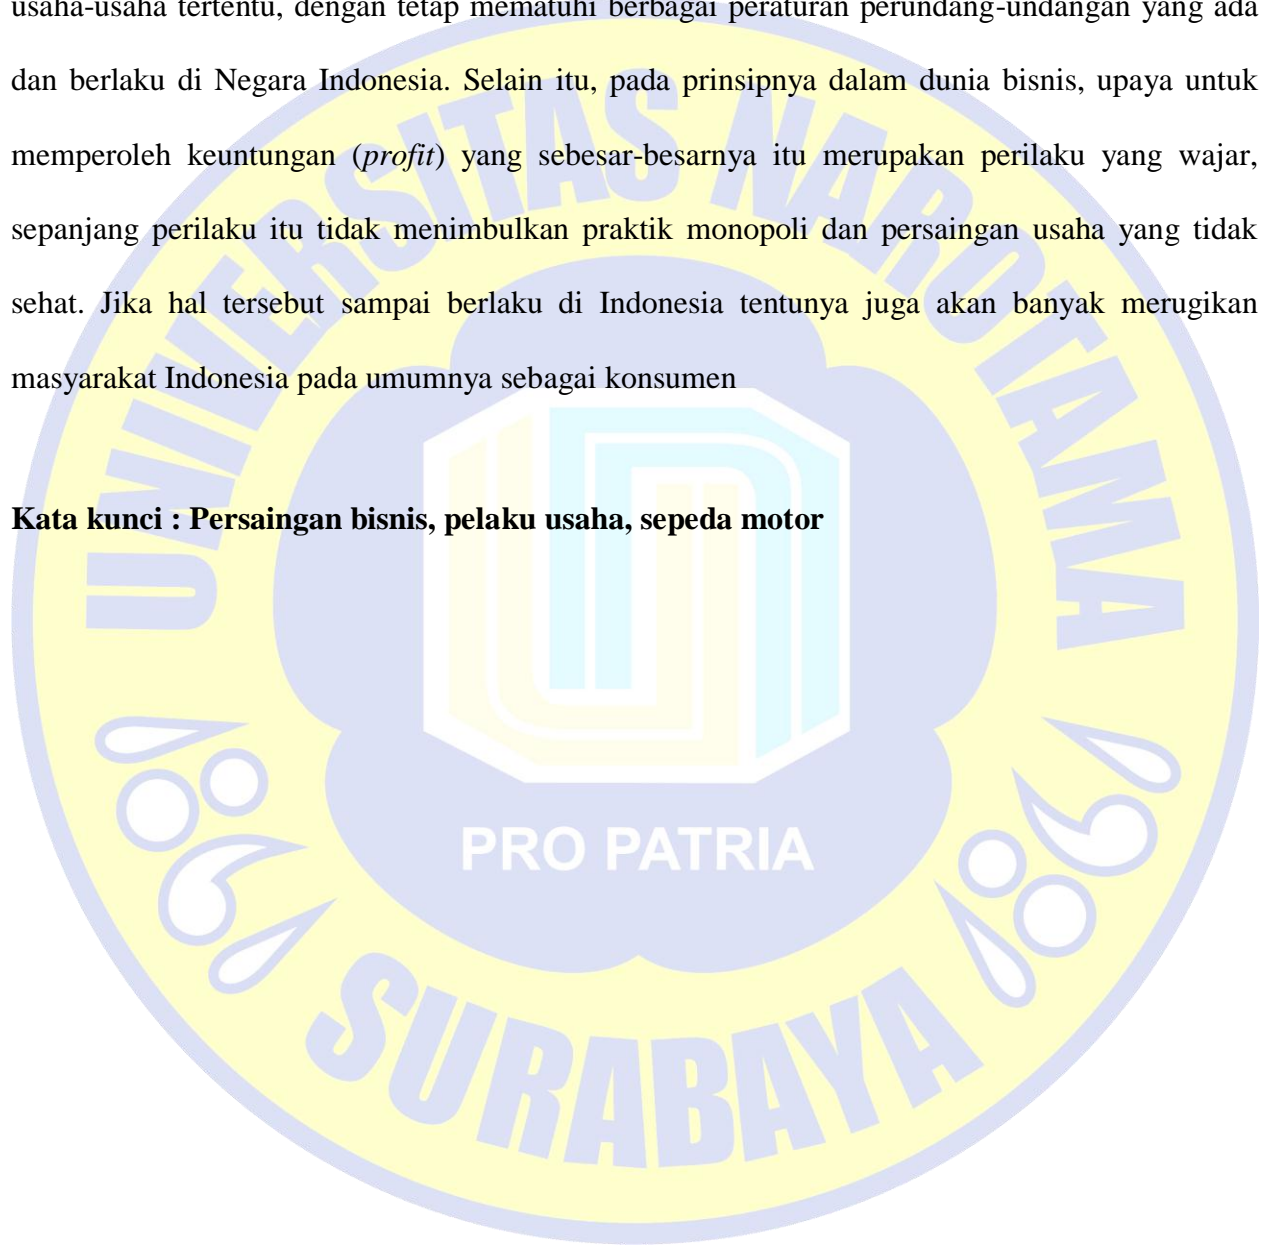 usaha-usaha tertentu, dengan tetap mematuhi berbagai peraturan perundang-undangan yang ada
dan berlaku di Negara Indonesia. Selain itu, pada prinsipnya dalam dunia bisnis, upaya untuk
memperoleh keuntungan (profit) yang sebesar-besarnya itu merupakan perilaku yang wajar,
sepanjang perilaku itu tidak menimbulkan praktik monopoli dan persaingan usaha yang tidak
sehat. Jika hal tersebut sampai berlaku di Indonesia tentunya juga akan banyak merugikan
masyarakat Indonesia pada umumnya sebagai konsumen
Kata kunci : Persaingan bisnis, pelaku usaha, sepeda motor
UNIVERSITAS NAROTAMA
PRO PATRIA
SURABAYA